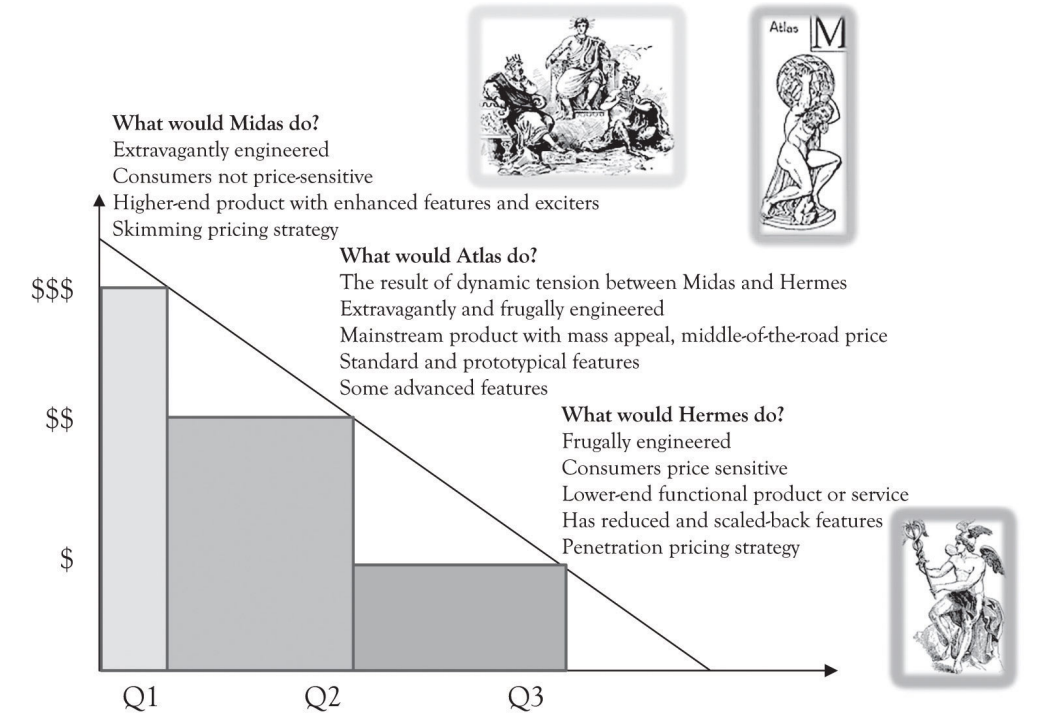 Atlas M
What would Midas do?
Extravagantly engineered
Consumers not price-sensitive
Higher-end product with enhanced features and exciters
Skimming pricing strategy
What would Atlas do?
The result of dynamic tension between Midas and Hermes
Extravagantly and frugally engineered
Mainstream product with mass appeal, middle-of-the-road price
Standard and prototypical features
Some advanced features
What would Hermes do?
Frugally engineered
Consumers price sensitive
Lower-end functional product or service
Has reduced and scaled-back features
Penetration pricing strategy
$$$
$$
$
Q1 Q2 Q3